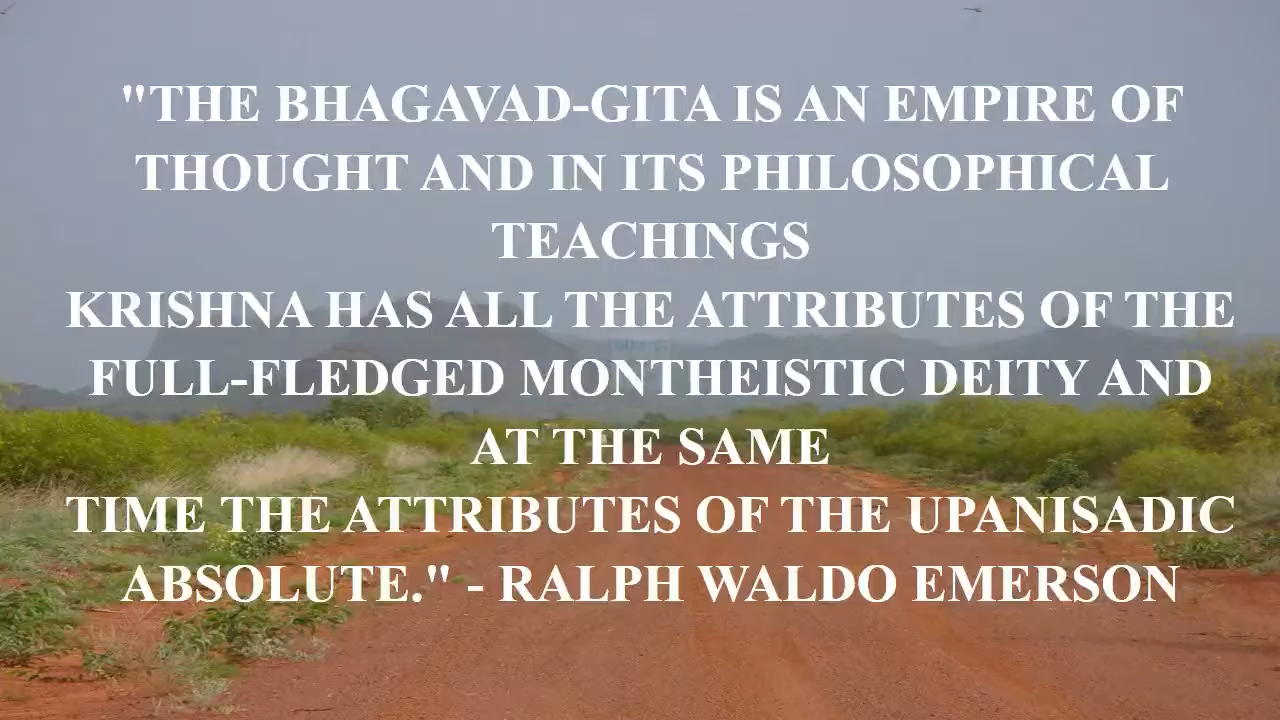 "THE BHAGAVAD-GITA IS AN EMPIRE OF
THOUGHT AND IN ITS PHILOSOPHICAL
TEACHINGS
KRISHNA HAS ALL THE ATTRIBUTES OF THE
FULL-FLEDGED MONTHEISTIC DEITY AND
AT THE SAME
TIME THE ATTRIBUTES OF THE UPANISADIC
ABSOLUTE." - RALPH WALDO EMERSON